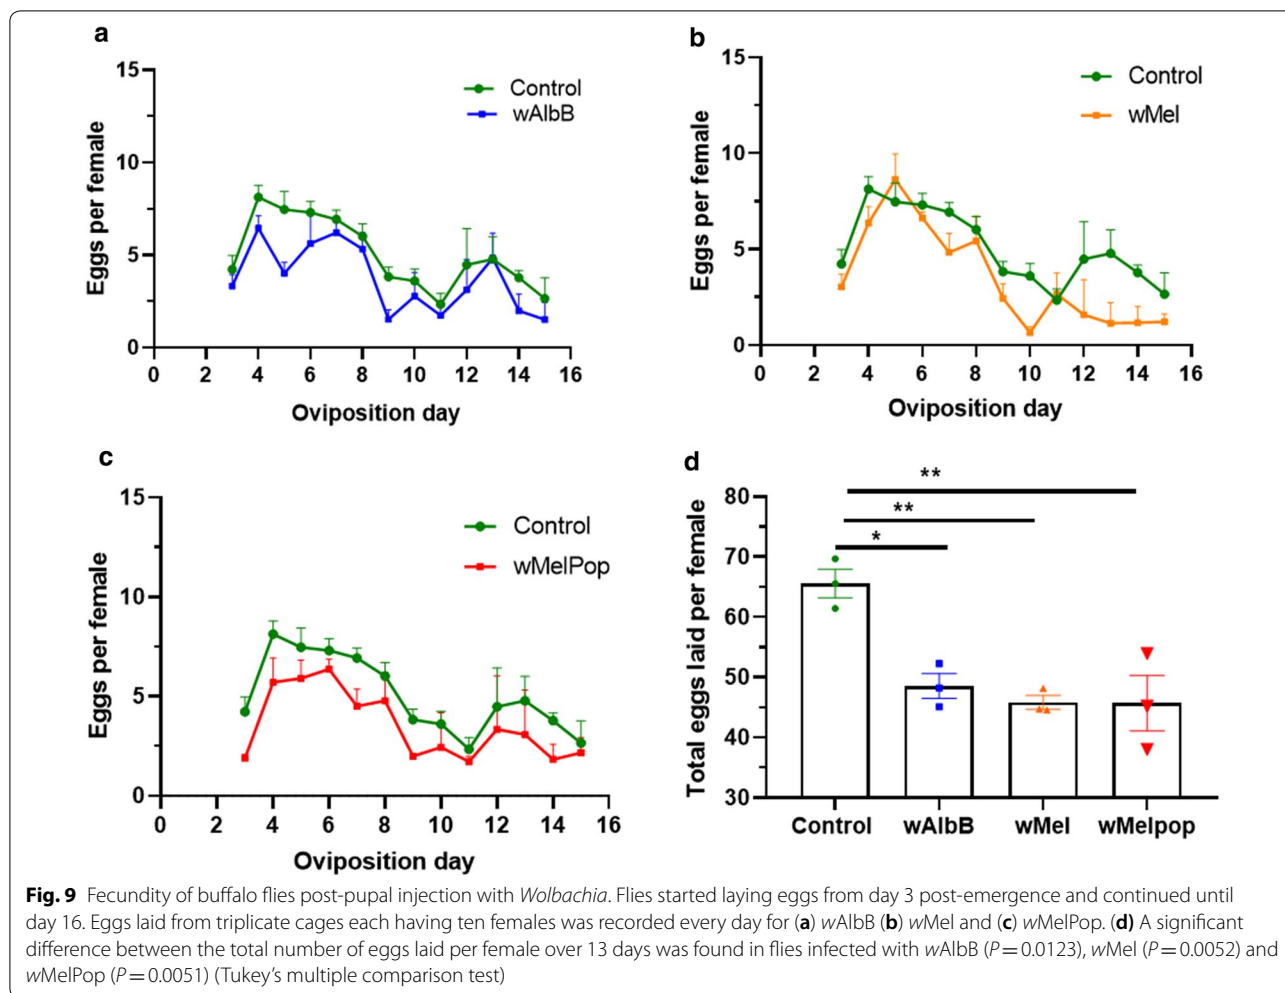 a
15
10
5
0
Eggs per female
Control
wAlbB
0 2 4 6 8 10 12 14 16
Oviposition day
b
15
10
5
0
Eggs per female
Control
wMel
0 2 4 6 8 10 12 14 16
Oviposition day
c
15
10
5
0
Eggs per female
Control
wMelPop
0 2 4 6 8 10 12 14 16
Oviposition day
d
80
70
60
50
40
30
Total eggs laid per female
**
**
*
Control wAlbB wMel wMelpop
Fig. 9 Fecundity of buffalo flies post-pupal injection with Wolbachia. Flies started laying eggs from day 3 post-emergence and continued until
day 16. Eggs laid from triplicate cages each having ten females was recorded every day for (a) wAlbB (b) wMel and (c) wMelPop. (d) A significant
difference between the total number of eggs laid per female over 13 days was found in flies infected with wAlbB (P = 0.0123), wMel (P = 0.0052) and
wMelPop (P = 0.0051) (Tukey's multiple comparison test)